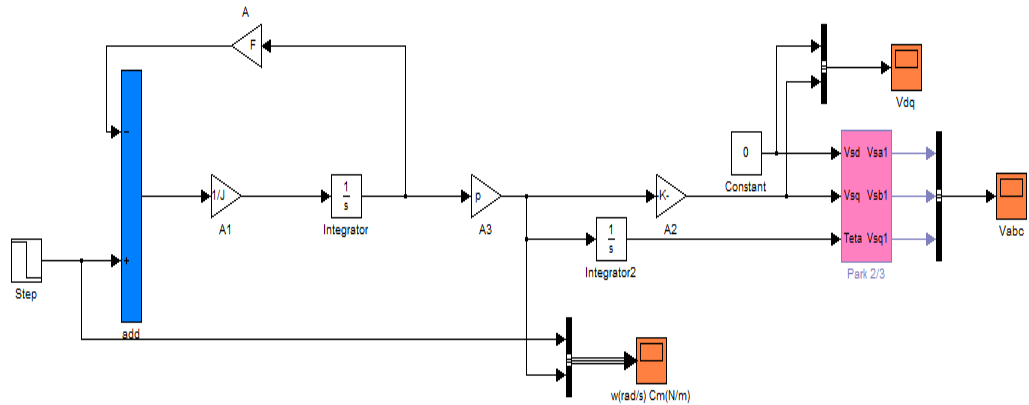 A
F
Vdq
0
Constant
Vsd Vsa1
Vsq Vsb1
Teta Vsq1
Park 2/3
Vabc
−
1/J
A1
1
s
Integrator
p
A3
-K-
A2
1
s
Integrator2
Step
+
add
w(rad/s) Cm(N/m)